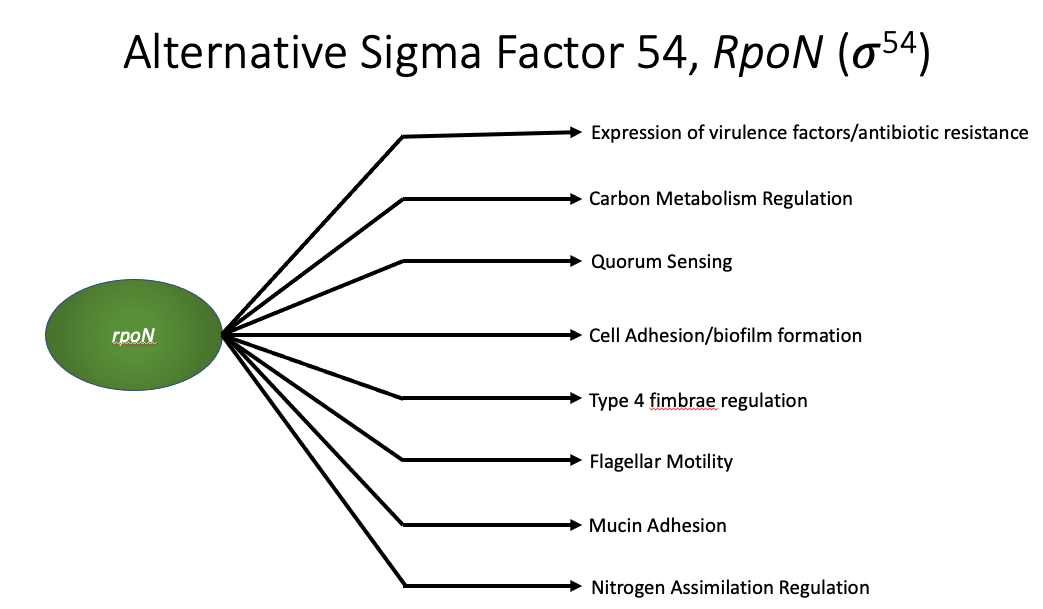 Alternative Sigma Factor 54, RpoN (σ⁵⁴)
Expression of virulence factors/antibiotic resistance
Carbon Metabolism Regulation
Quorum Sensing
rpoN
Cell Adhesion/biofilm formation
Type 4 fimbrae regulation
Flagellar Motility
Mucin Adhesion
Nitrogen Assimilation Regulation